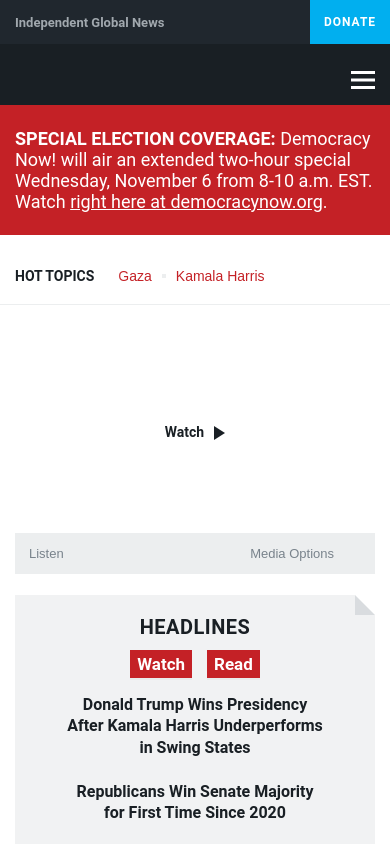 Independent Global News
DONATE
SPECIAL ELECTION COVERAGE: Democracy
Now! will air an extended two-hour special
Wednesday, November 6 from 8-10 a.m. EST.
Watch right here at democracynow.org.
HOT TOPICS Gaza Kamala Harris
Watch
Listen Media Options
HEADLINES
Watch Read
Donald Trump Wins Presidency
After Kamala Harris Underperforms
in Swing States
Republicans Win Senate Majority
for First Time Since 2020